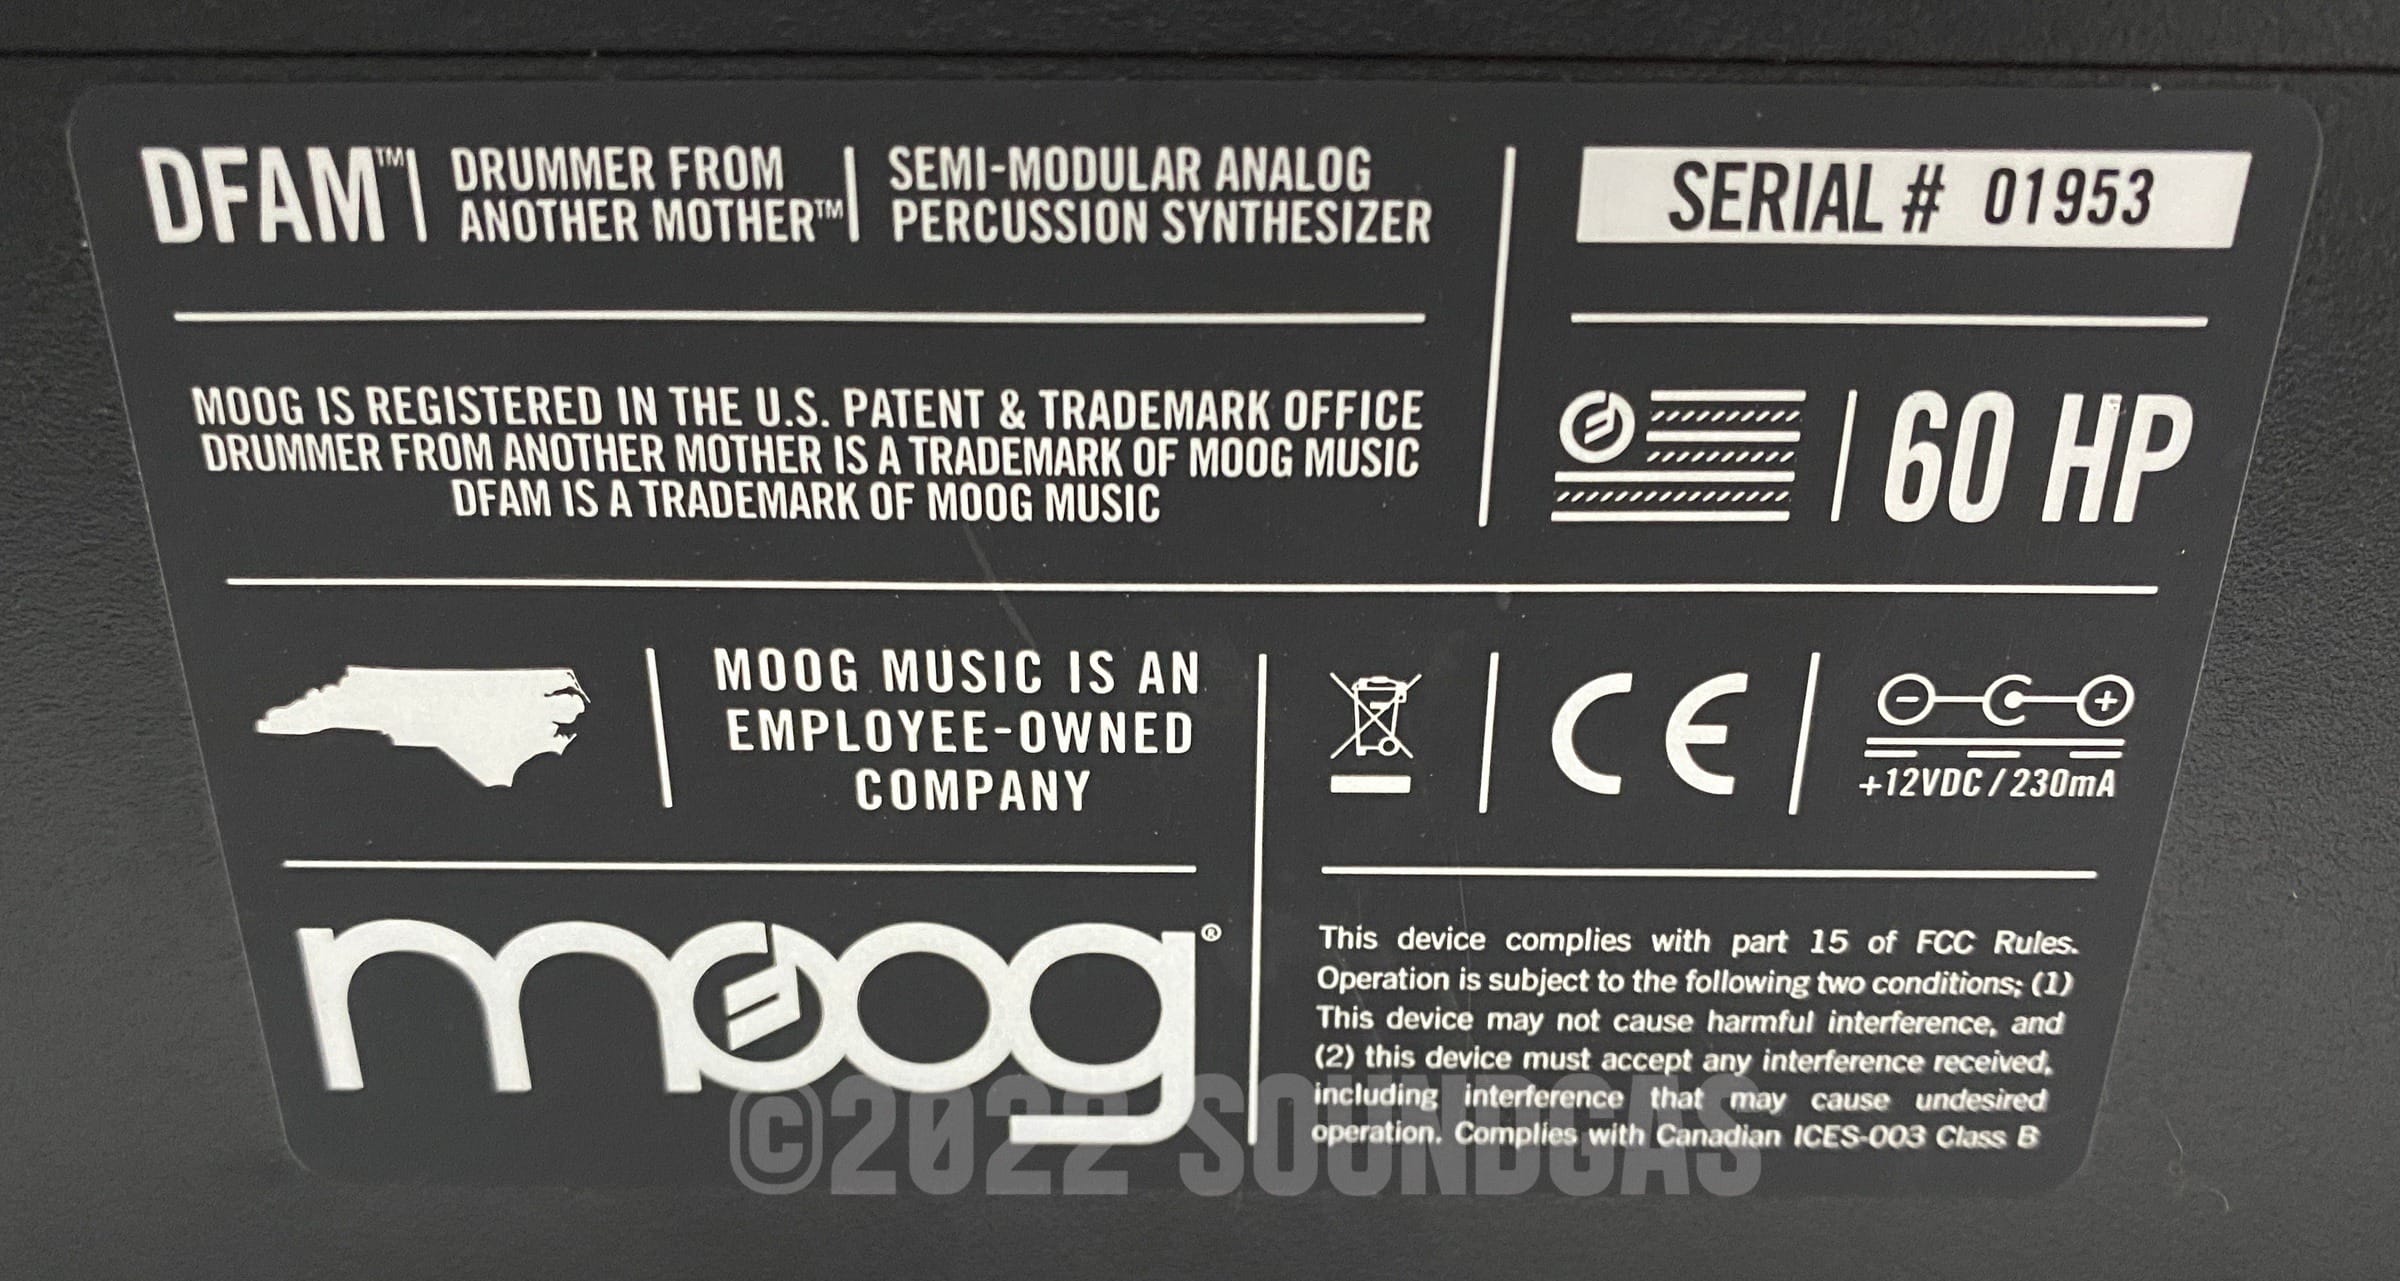 DFAM™
DRUMMER FROM
ANOTHER MOTHER™
SEMI-MODULAR ANALOG
PERCUSSION SYNTHESIZER
SERIAL # 01953
MOOG IS REGISTERED IN THE U.S. PATENT & TRADEMARK OFFICE
DRUMMER FROM ANOTHER MOTHER IS A TRADEMARK OF MOOG MUSIC
DFAM IS A TRADEMARK OF MOOG MUSIC
60 HP
MOOG MUSIC IS AN
EMPLOYEE-OWNED
COMPANY
CE
+12VDC / 230mA
moog®
This device complies with part 15 of FCC Rules.
Operation is subject to the following two conditions; (1)
This device may not cause harmful interference, and
(2) this device must accept any interference received,
including interference that may cause undesired
operation. Complies with Canadian ICES-003 Class B
©2022 SOUNDGAS